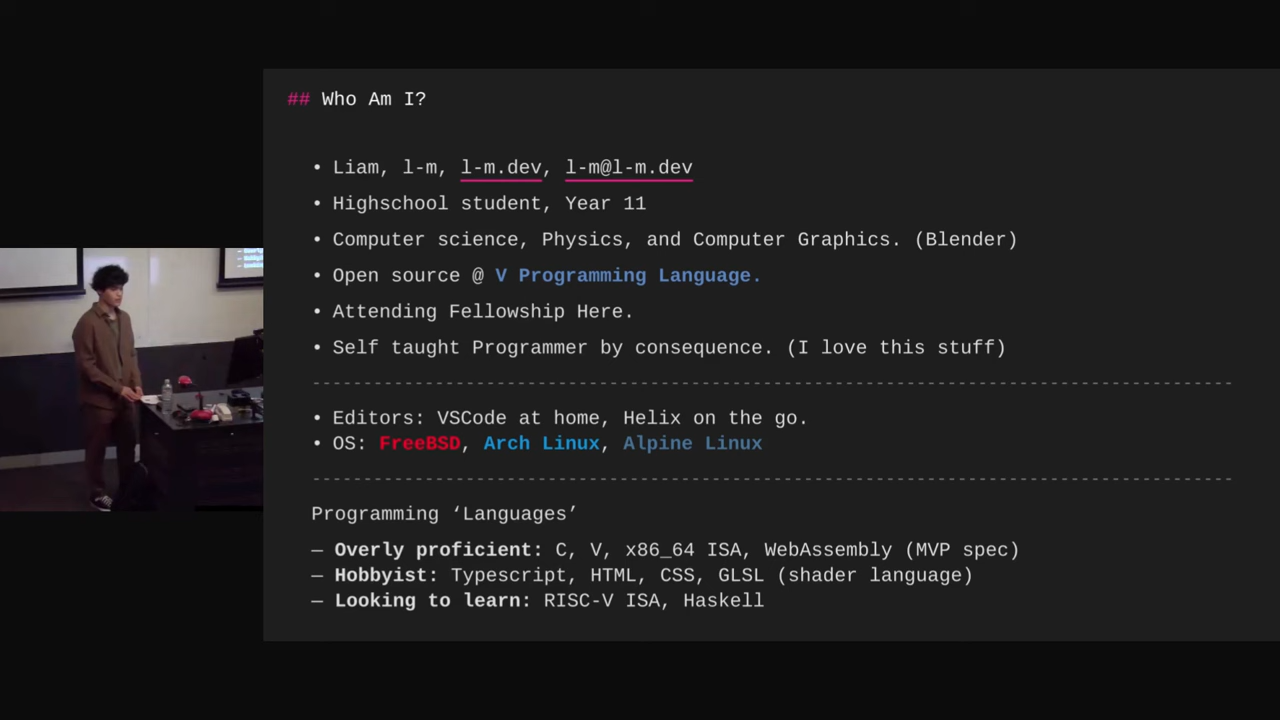 ## Who Am I?
• Liam, l-m, l-m.dev, l-m@l-m.dev
• Highschool student, Year 11
• Computer science, Physics, and Computer Graphics. (Blender)
• Open source @ V Programming Language.
• Attending Fellowship Here.
• Self taught Programmer by consequence. (I love this stuff)
• Editors: VSCode at home, Helix on the go.
• OS: FreeBSD, Arch Linux, Alpine Linux
Programming ‘Languages’
— Overly proficient: C, V, x86_64 ISA, WebAssembly (MVP spec)
— Hobbyist: Typescript, HTML, CSS, GLSL (shader language)
— Looking to learn: RISC-V ISA, Haskell